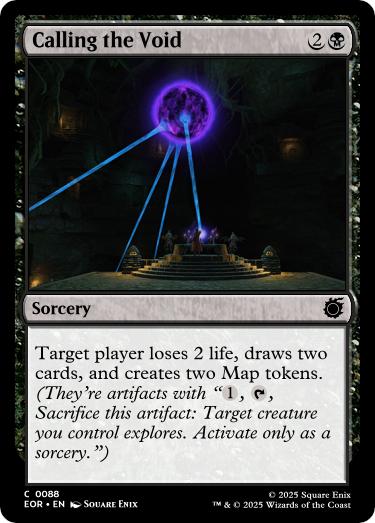 Calling the Void 2
Sorcery
Target player loses 2 life, draws two
cards, and creates two Map tokens.
(They're artifacts with “1, ,
Sacrifice this artifact: Target creature
you control explores. Activate only as a
sorcery.”)
C 0088
EOR • EN Square Enix
© 2025 Square Enix
™ & © 2025 Wizards of the Coast